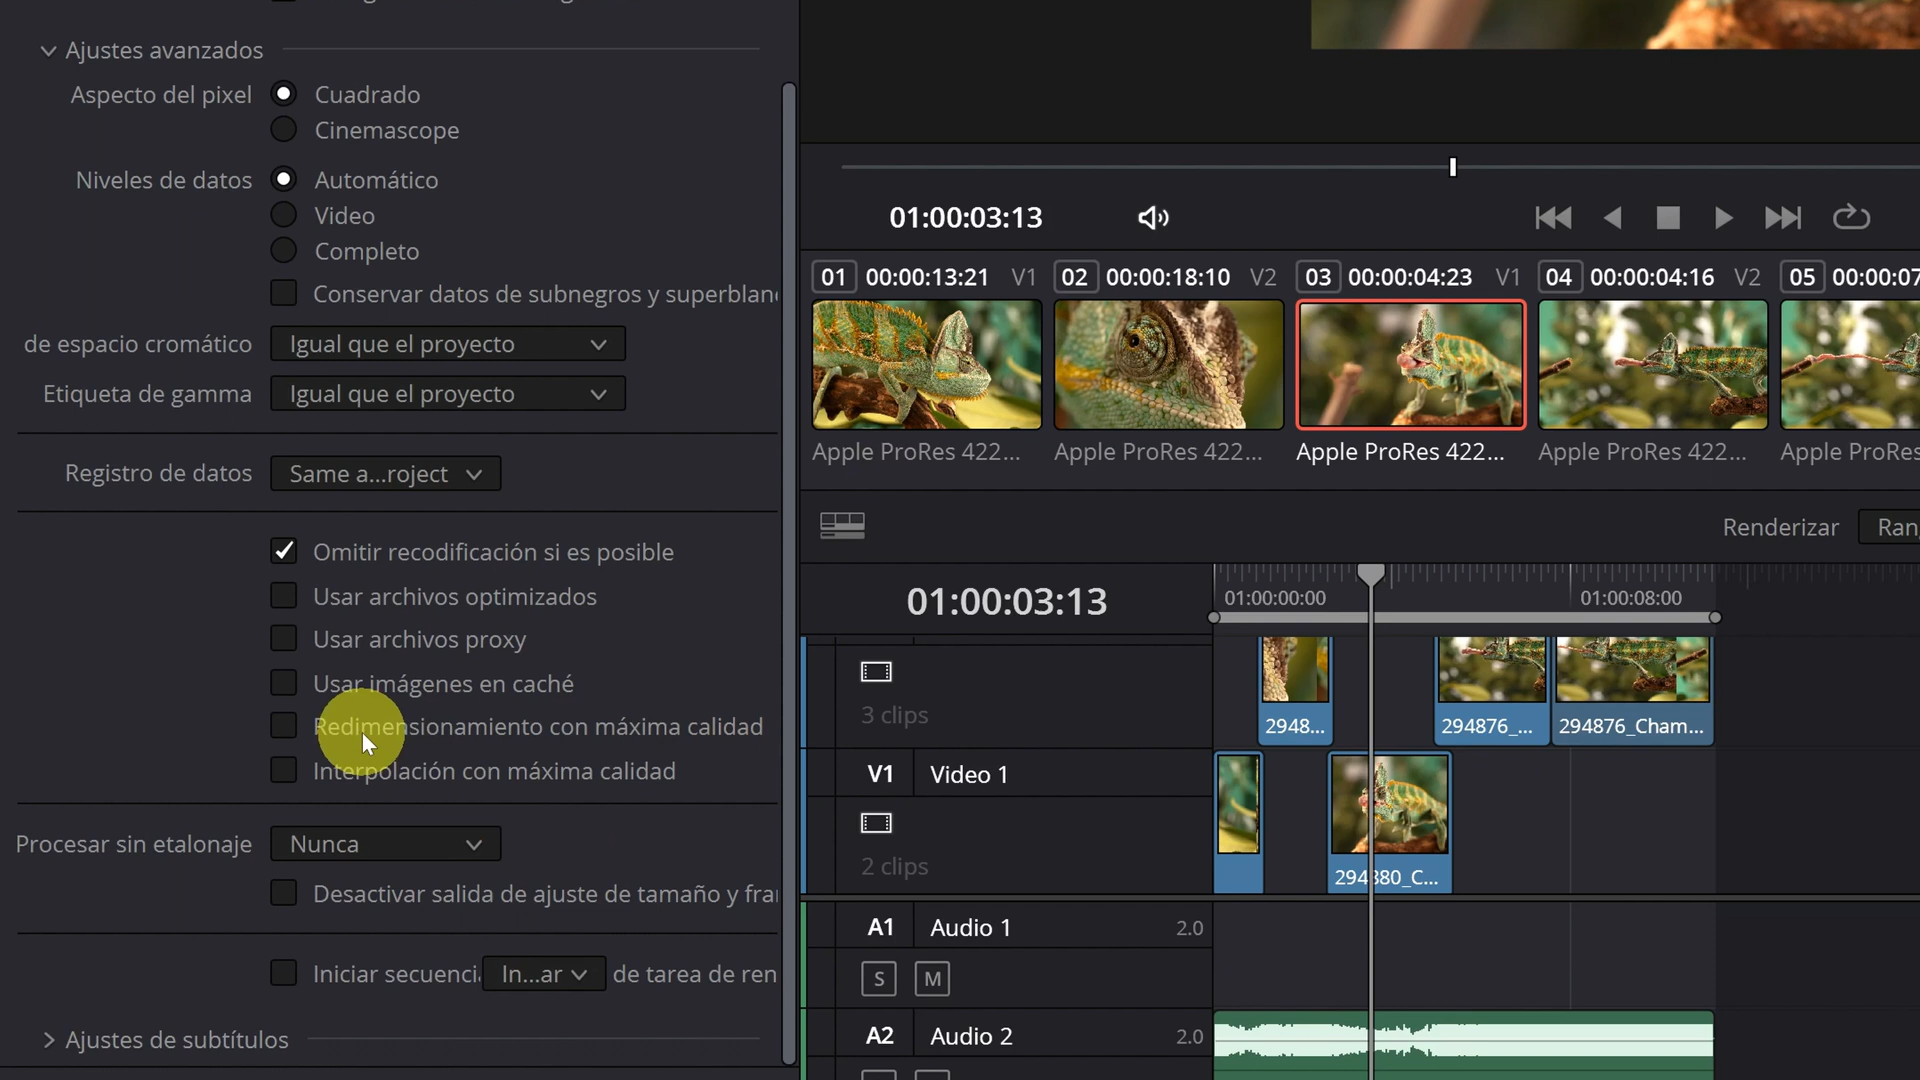 Ajustes avanzados
Aspecto del pixel
Cuadrado
Cinemascope
Niveles de datos
Automático
Video
Completo
Conservar datos de subnegros y superblan
de espacio cromático
Igual que el proyecto
Etiqueta de gamma
Igual que el proyecto
Registro de datos
Same a...roject
Omitir recodificación si es posible
Usar archivos optimizados
Usar archivos proxy
Usar imágenes en caché
Redimensionamiento con máxima calidad
Interpolación con máxima calidad
Procesar sin etalonaje
Nunca
Desactivar salida de ajuste de tamaño y fra
Iniciar secuenci
In...ar
de tarea de ren
Ajustes de subtítulos
01:00:03:13
01 00:00:13:21 V1
02 00:00:18:10 V2
03 00:00:04:23 V1
04 00:00:04:16 V2
05 00:00:07
Apple ProRes 422...
Apple ProRes 422...
Apple ProRes 422...
Apple ProRes 422...
Apple ProRes
Renderizar
Ran
01:00:03:13
01:00:00:00
01:00:08:00
3 clips
2948...
294876_...
294876_Cham...
V1 Video 1
2 clips
294880_C...
A1 Audio 1 2.0
S M
A2 Audio 2 2.0